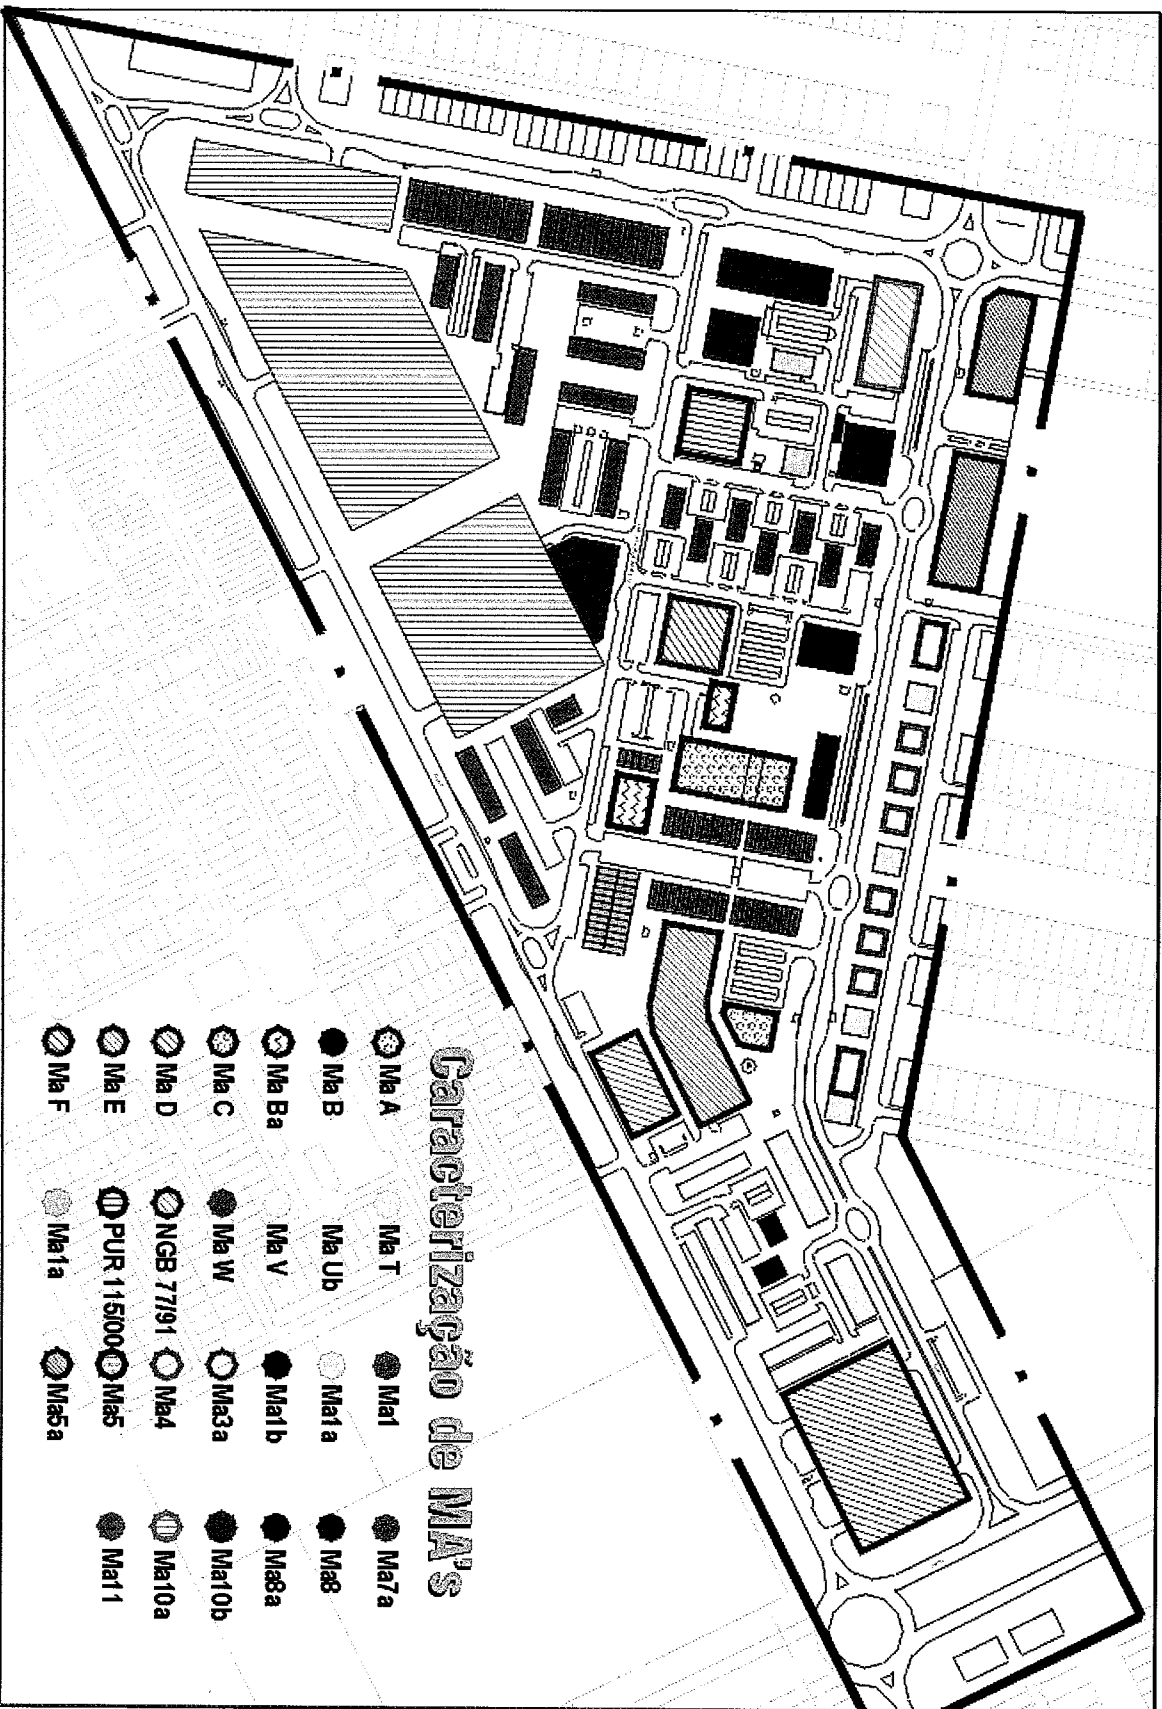 Caracterização de MA's
Ma A
Ma B
Ma Ba
Ma C
Ma D
Ma E
Ma F
Ma T
Ma Ub
Ma V
Ma W
NGB 77/91
PUR 115/00
Ma1a
Ma1
Ma1a
Ma1b
Ma3a
Ma4
Ma5
Ma5a
Ma7a
Ma8
Ma8a
Ma10b
Ma10a
Ma11